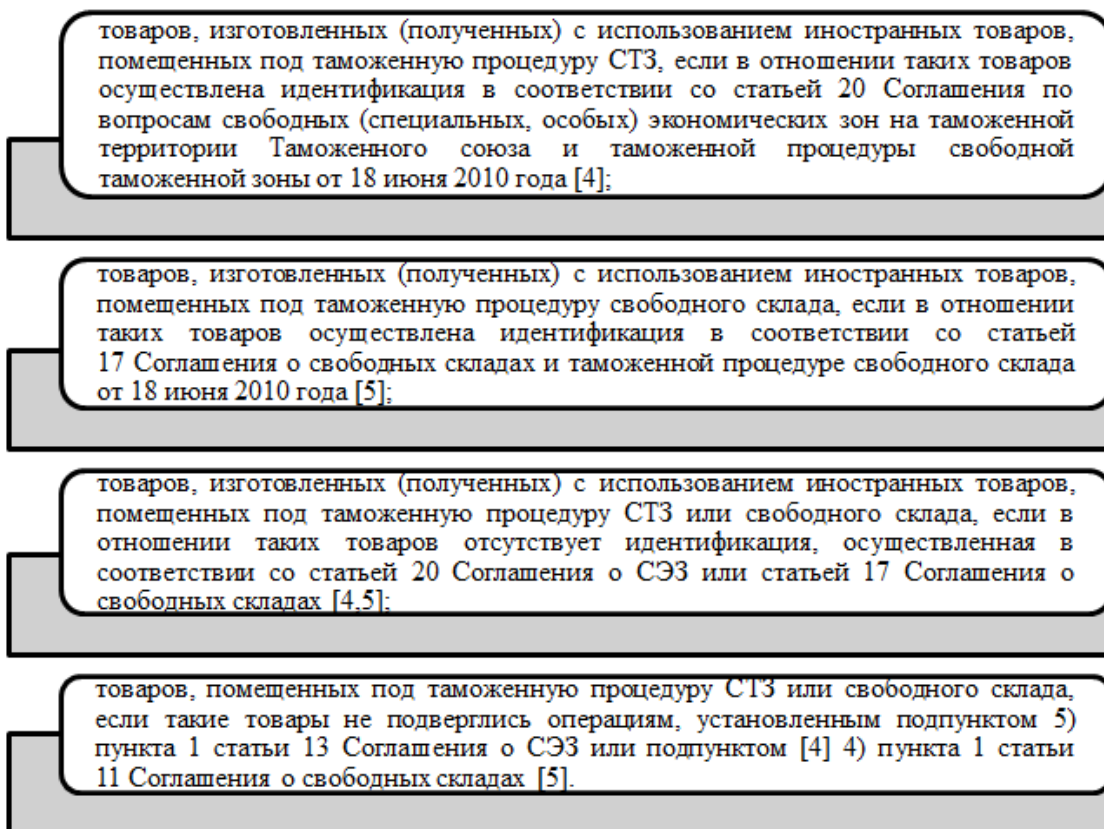 товаров, изготовленных (полученных) с использованием иностранных товаров,
помещенных под таможенную процедуру СТЗ, если в отношении таких товаров
осуществлена идентификация в соответствии со статьей 20 Соглашения по
вопросам свободных (специальных, особых) экономических зон на таможенной
территории Таможенного союза и таможенной процедуры свободной
таможенной зоны от 18 июня 2010 года [4];
товаров, изготовленных (полученных) с использованием иностранных товаров,
помещенных под таможенную процедуру свободного склада, если в отношении
таких товаров осуществлена идентификация в соответствии со статьей
17 Соглашения о свободных складах и таможенной процедуре свободного склада
от 18 июня 2010 года [5];
товаров, изготовленных (полученных) с использованием иностранных товаров,
помещенных под таможенную процедуру СТЗ или свободного склада, если в
отношении таких товаров отсутствует идентификация, осуществленная в
соответствии со статьей 20 Соглашения о СЭЗ или статьей 17 Соглашения о
свободных складах [4,5];
товаров, помещенных под таможенную процедуру СТЗ или свободного склада,
если такие товары не подверглись операциям, установленным подпунктом 5)
пункта 1 статьи 13 Соглашения о СЭЗ или подпунктом [4] 4) пункта 1 статьи
11 Соглашения о свободных складах [5].